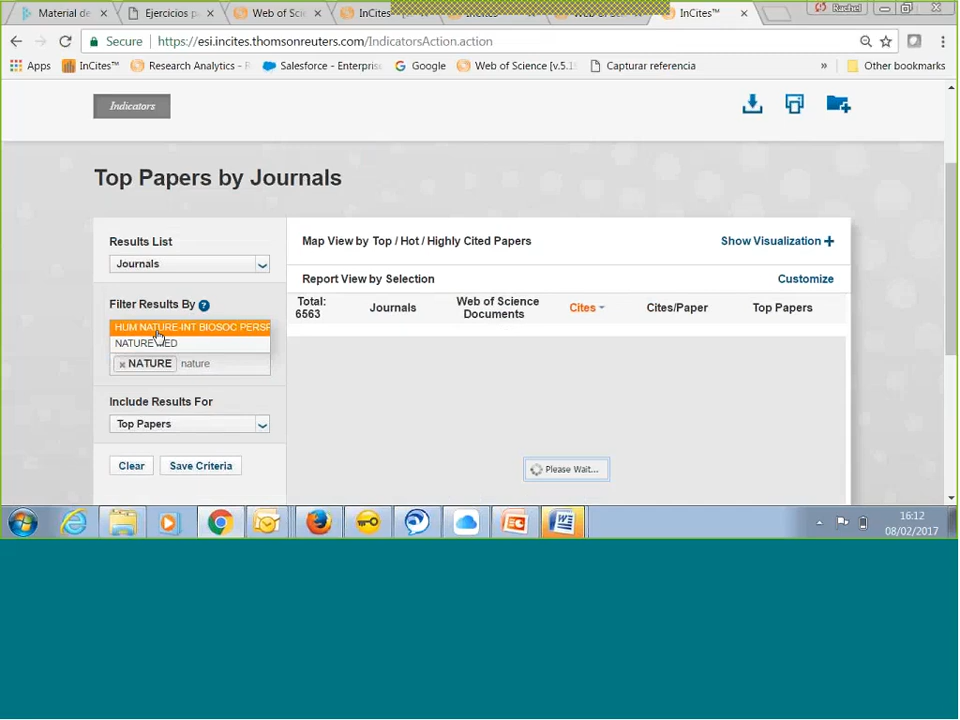 Material de
Ejercicios p
Web of Scie
InCites
InCites™
Rachel
Secure
https://esi.incites.thomsonreuters.com/IndicatorsAction.action
Apps
InCites™
Research Analytics -
Salesforce - Enterpris
Google
Web of Science [v.5.1
Capturar referencia
»
Other bookmarks
Indicators
Top Papers by Journals
Results List
Journals
Filter Results By ?
HUM NATURE-INT BIOSOC PERSP
NATURE MED
× NATURE nature
Include Results For
Top Papers
Clear Save Criteria
Map View by Top / Hot / Highly Cited Papers
Show Visualization +
Report View by Selection
Customize
Total:
6563
Journals
Web of Science
Documents
Cites
Cites/Paper
Top Papers
Please Wait...
16:12
08/02/2017